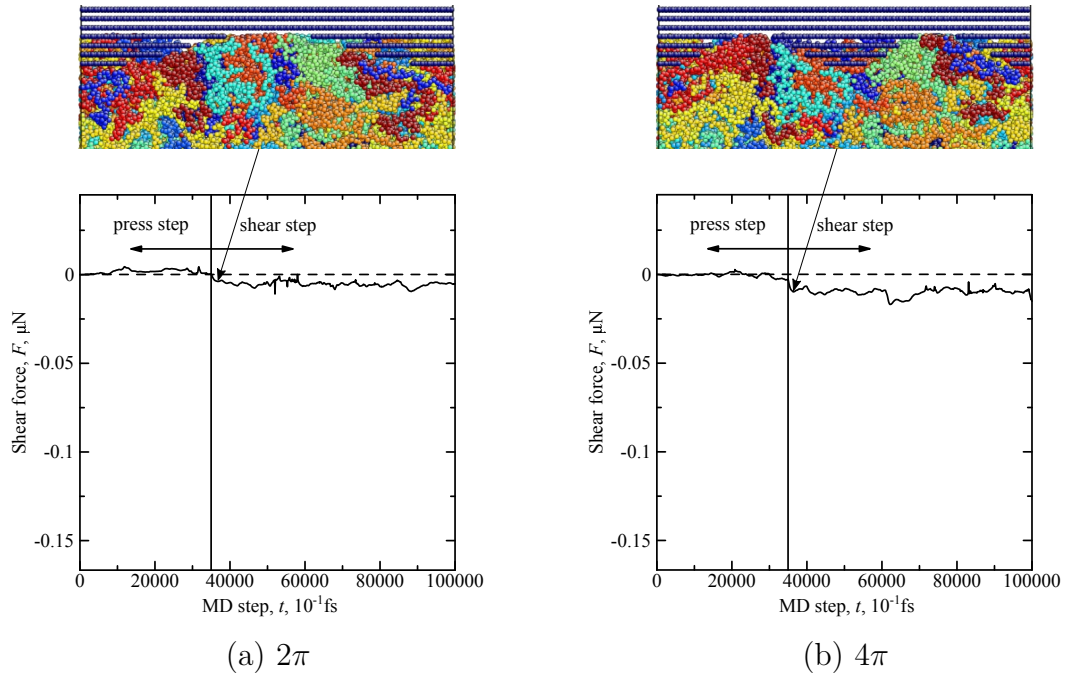 press step
shear step
0
-0.05
-0.1
-0.15
Shear force, F, μN
0
20000
40000
60000
80000
100000
MD step, t, 10⁻¹fs
(a) 2π
press step
shear step
0
-0.05
-0.1
-0.15
Shear force, F, μN
0
20000
40000
60000
80000
100000
MD step, t, 10⁻¹fs
(b) 4π